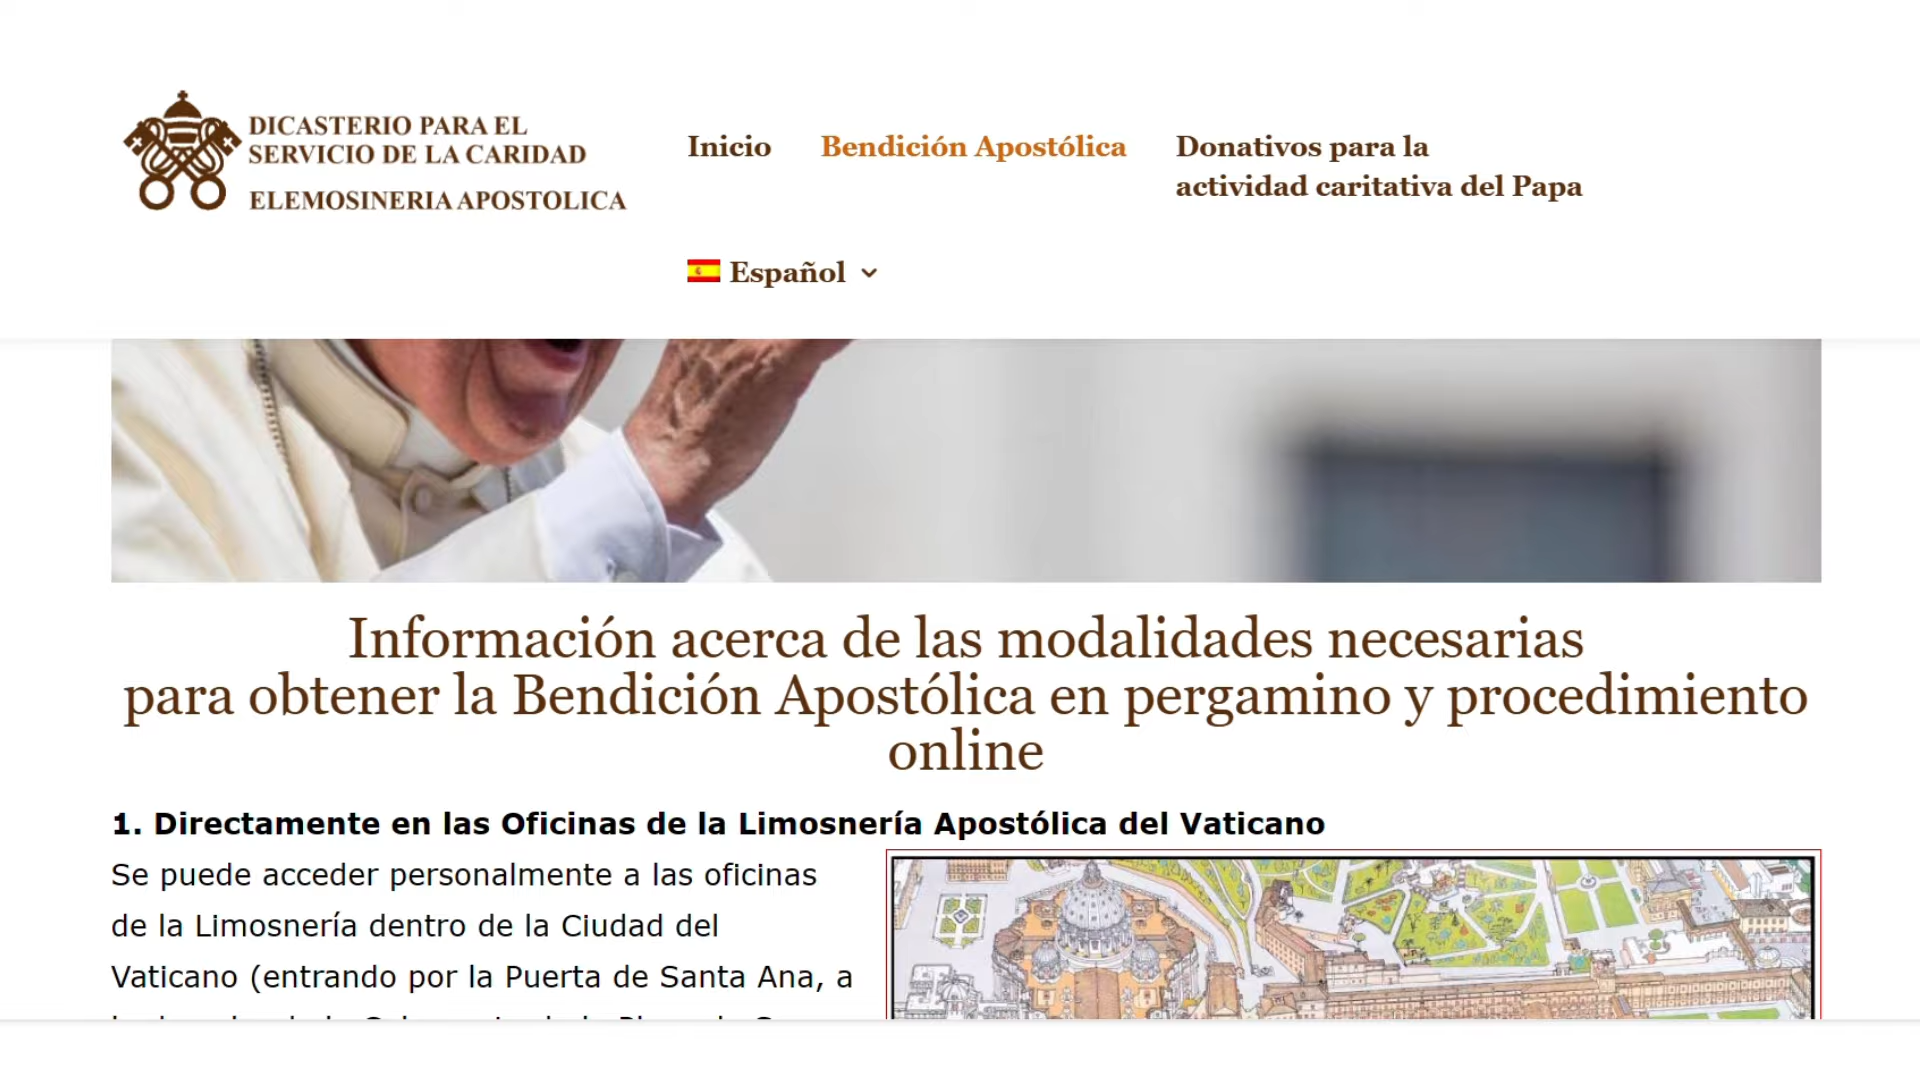 DICASTERIO PARA EL
SERVICIO DE LA CARIDAD
ELEMOSINERIA APOSTOLICA
Inicio
Bendición Apostólica
Donativos para la
actividad caritativa del Papa
Español
Información acerca de las modalidades necesarias
para obtener la Bendición Apostólica en pergamino y procedimiento
online
1. Directamente en las Oficinas de la Limosnería Apostólica del Vaticano
Se puede acceder personalmente a las oficinas
de la Limosnería dentro de la Ciudad del
Vaticano (entrando por la Puerta de Santa Ana, a